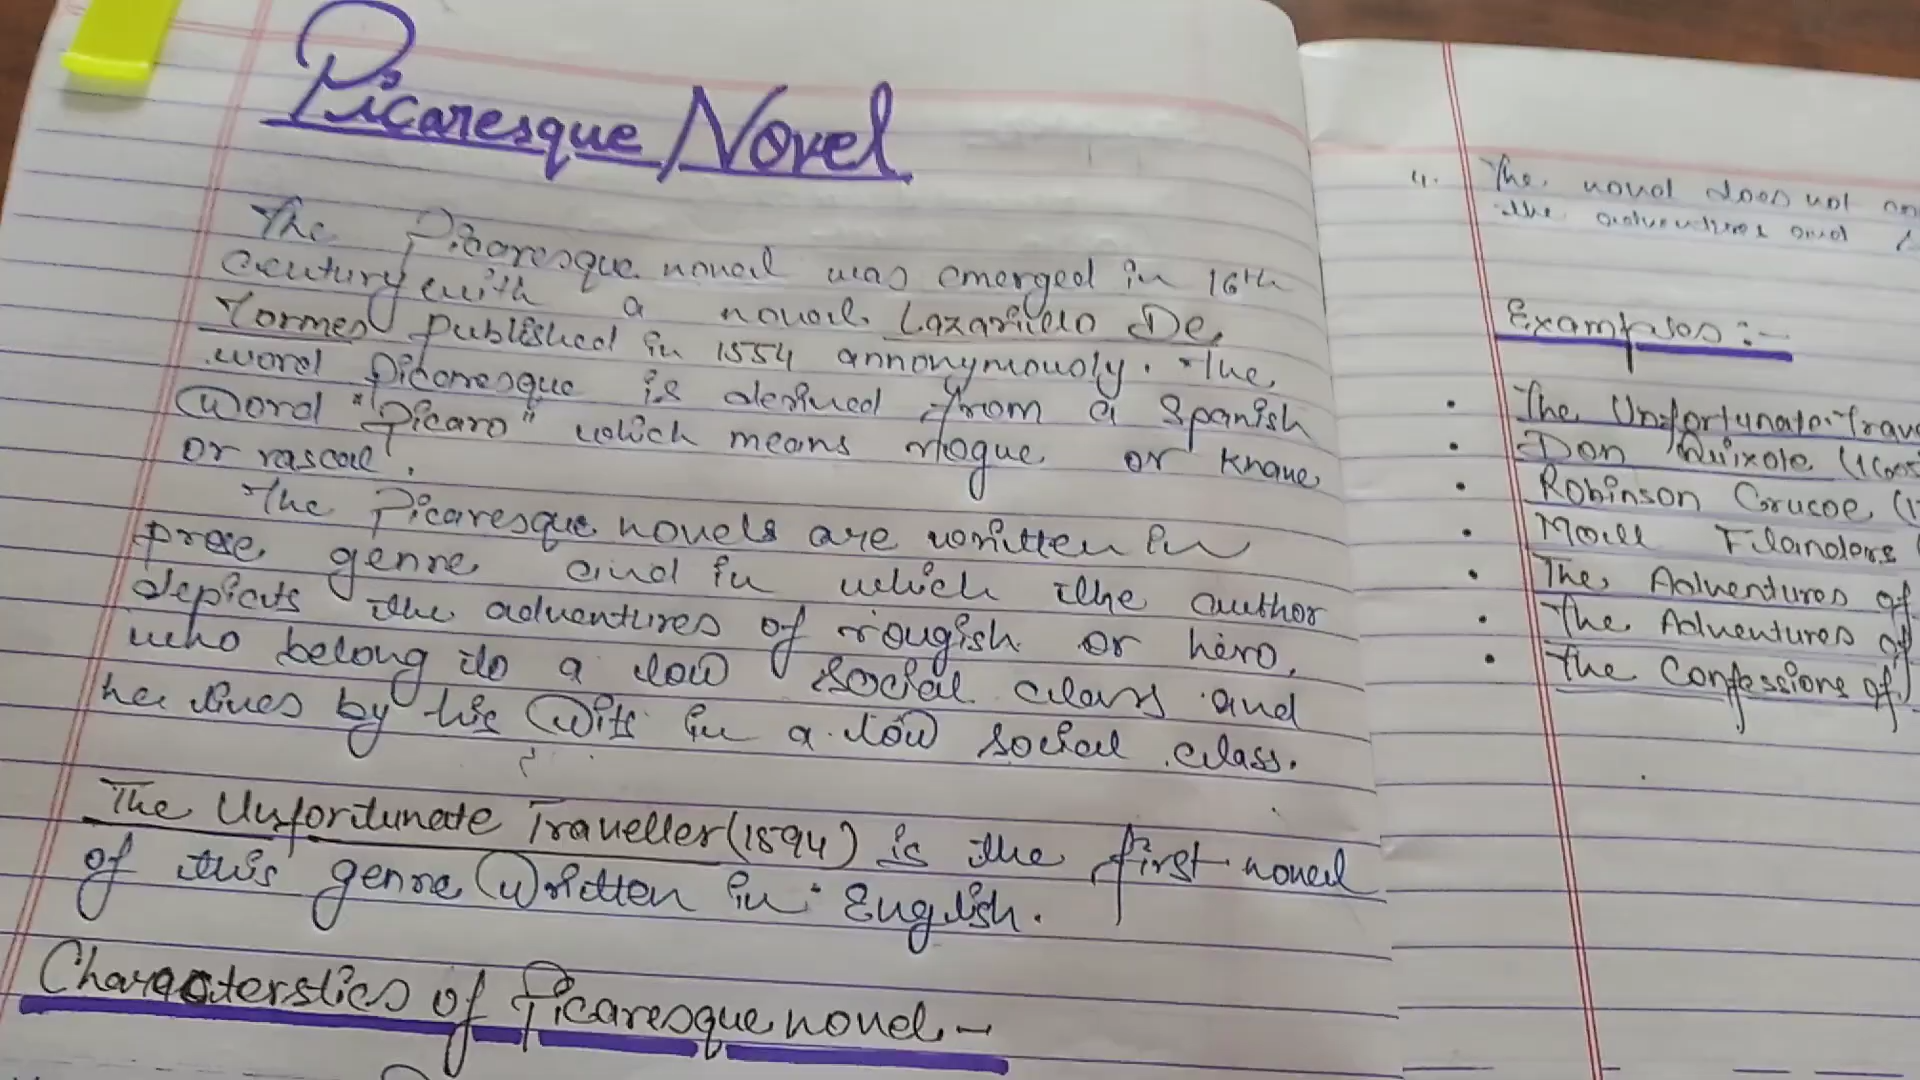 Picaresque Novel
The Picaresque novel was emerged in 16th
century with a novel Lazarillo De
Tormes published in 1554 annonymously. The
word Picaresque is derived from a Spanish
word "Picaro" which means rogue or knave
or rascal.
The Picaresque novels are written in
prose genre and in which the author
depicts the adventures of rougish or hero,
who belong to a low social class and
he lives by his wits in a low social class.
The Unfortunate Traveller (1594) is the first novel
of this genre written in English.
Characterstics of Picaresque novel -
4. The novel does not
the adventures and
Examples :-
• The Unfortunate Trav
• Don Quixote (1605
• Robinson Crucoe (1
• Moll Flanders (
• The Adventures of
• The Adventures of
• The Confessions of